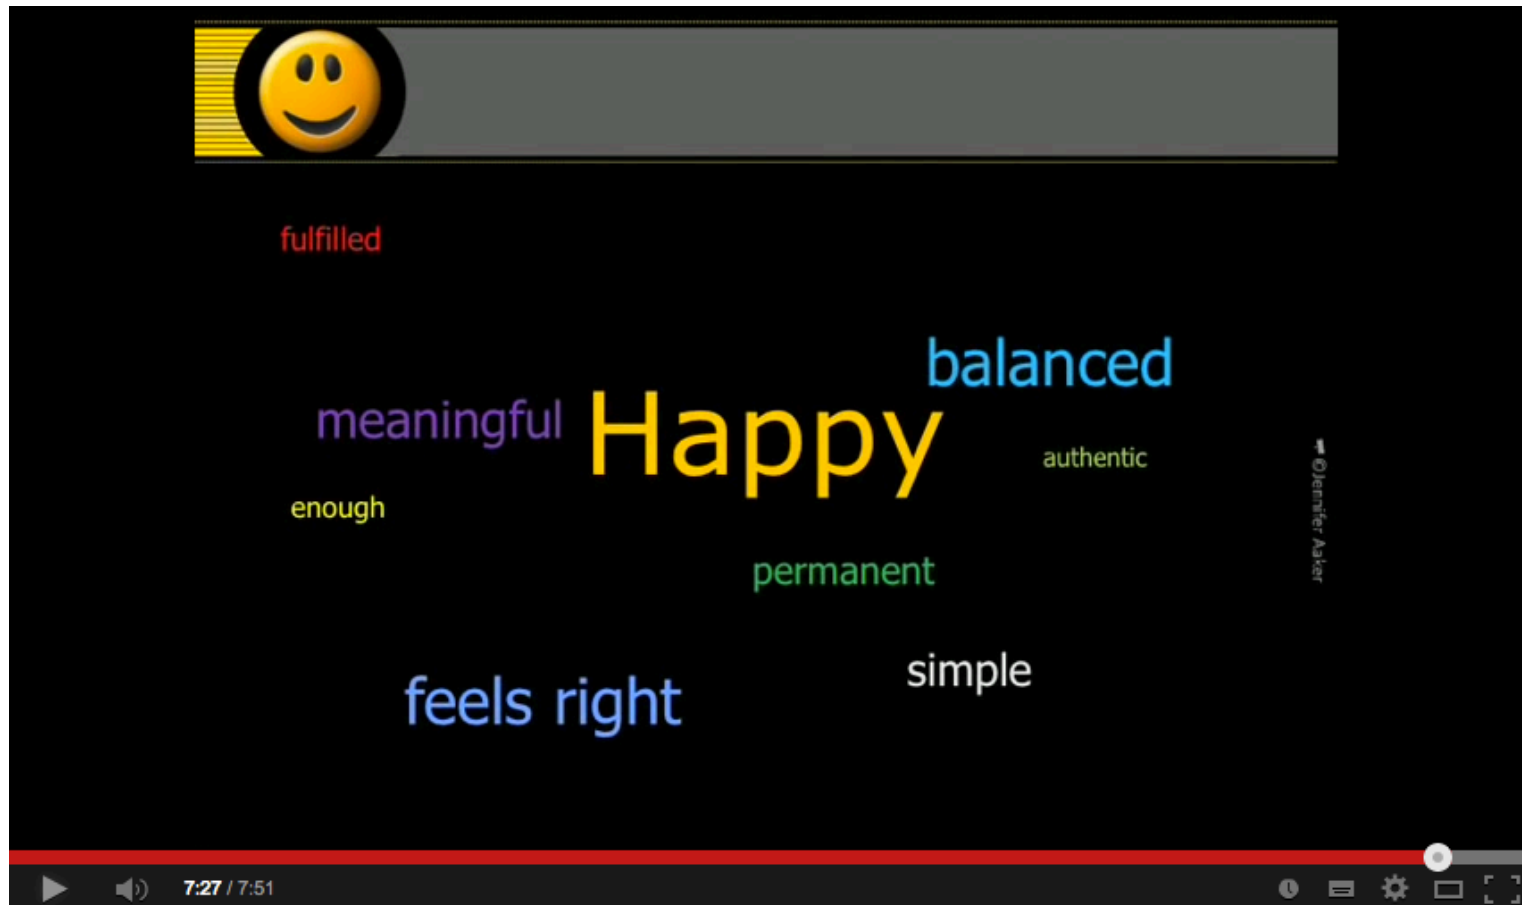 fulfilled
balanced
meaningful
Happy
authentic
enough
©Jennifer Aaker
permanent
simple
feels right
7:27 / 7:51